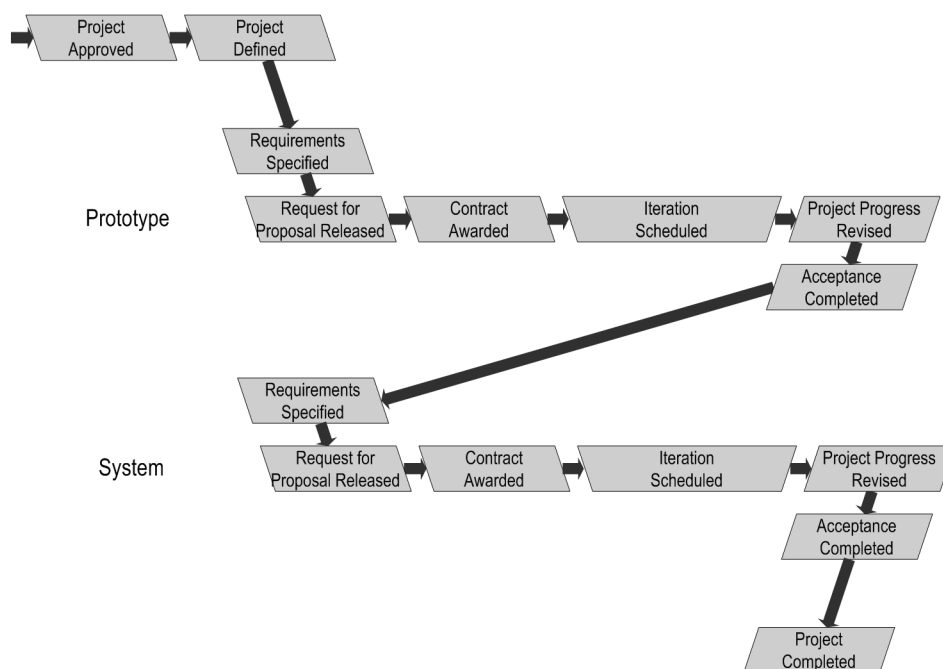 Project
Approved
Project
Defined
Requirements
Specified
Prototype
Request for
Proposal Released
Contract
Awarded
Iteration
Scheduled
Project Progress
Revised
Acceptance
Completed
Requirements
Specified
System
Request for
Proposal Released
Contract
Awarded
Iteration
Scheduled
Project Progress
Revised
Acceptance
Completed
Project
Completed